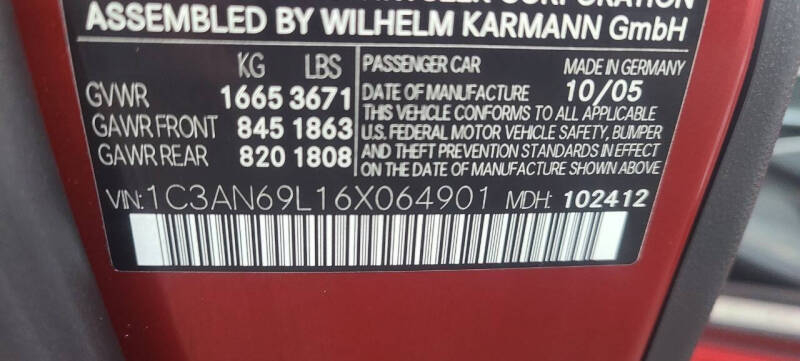 CORPORATION
ASSEMBLED BY WILHELM KARMANN GmbH
KG LBS
GVWR 1665 3671
GAWR FRONT 845 1863
GAWR REAR 820 1808
PASSENGER CAR MADE IN GERMANY
DATE OF MANUFACTURE 10/05
THIS VEHICLE CONFORMS TO ALL APPLICABLE
U.S. FEDERAL MOTOR VEHICLE SAFETY, BUMPER
AND THEFT PREVENTION STANDARDS IN EFFECT
ON THE DATE OF MANUFACTURE SHOWN ABOVE
VIN: 1C3AN69L16X064901 MDH: 102412